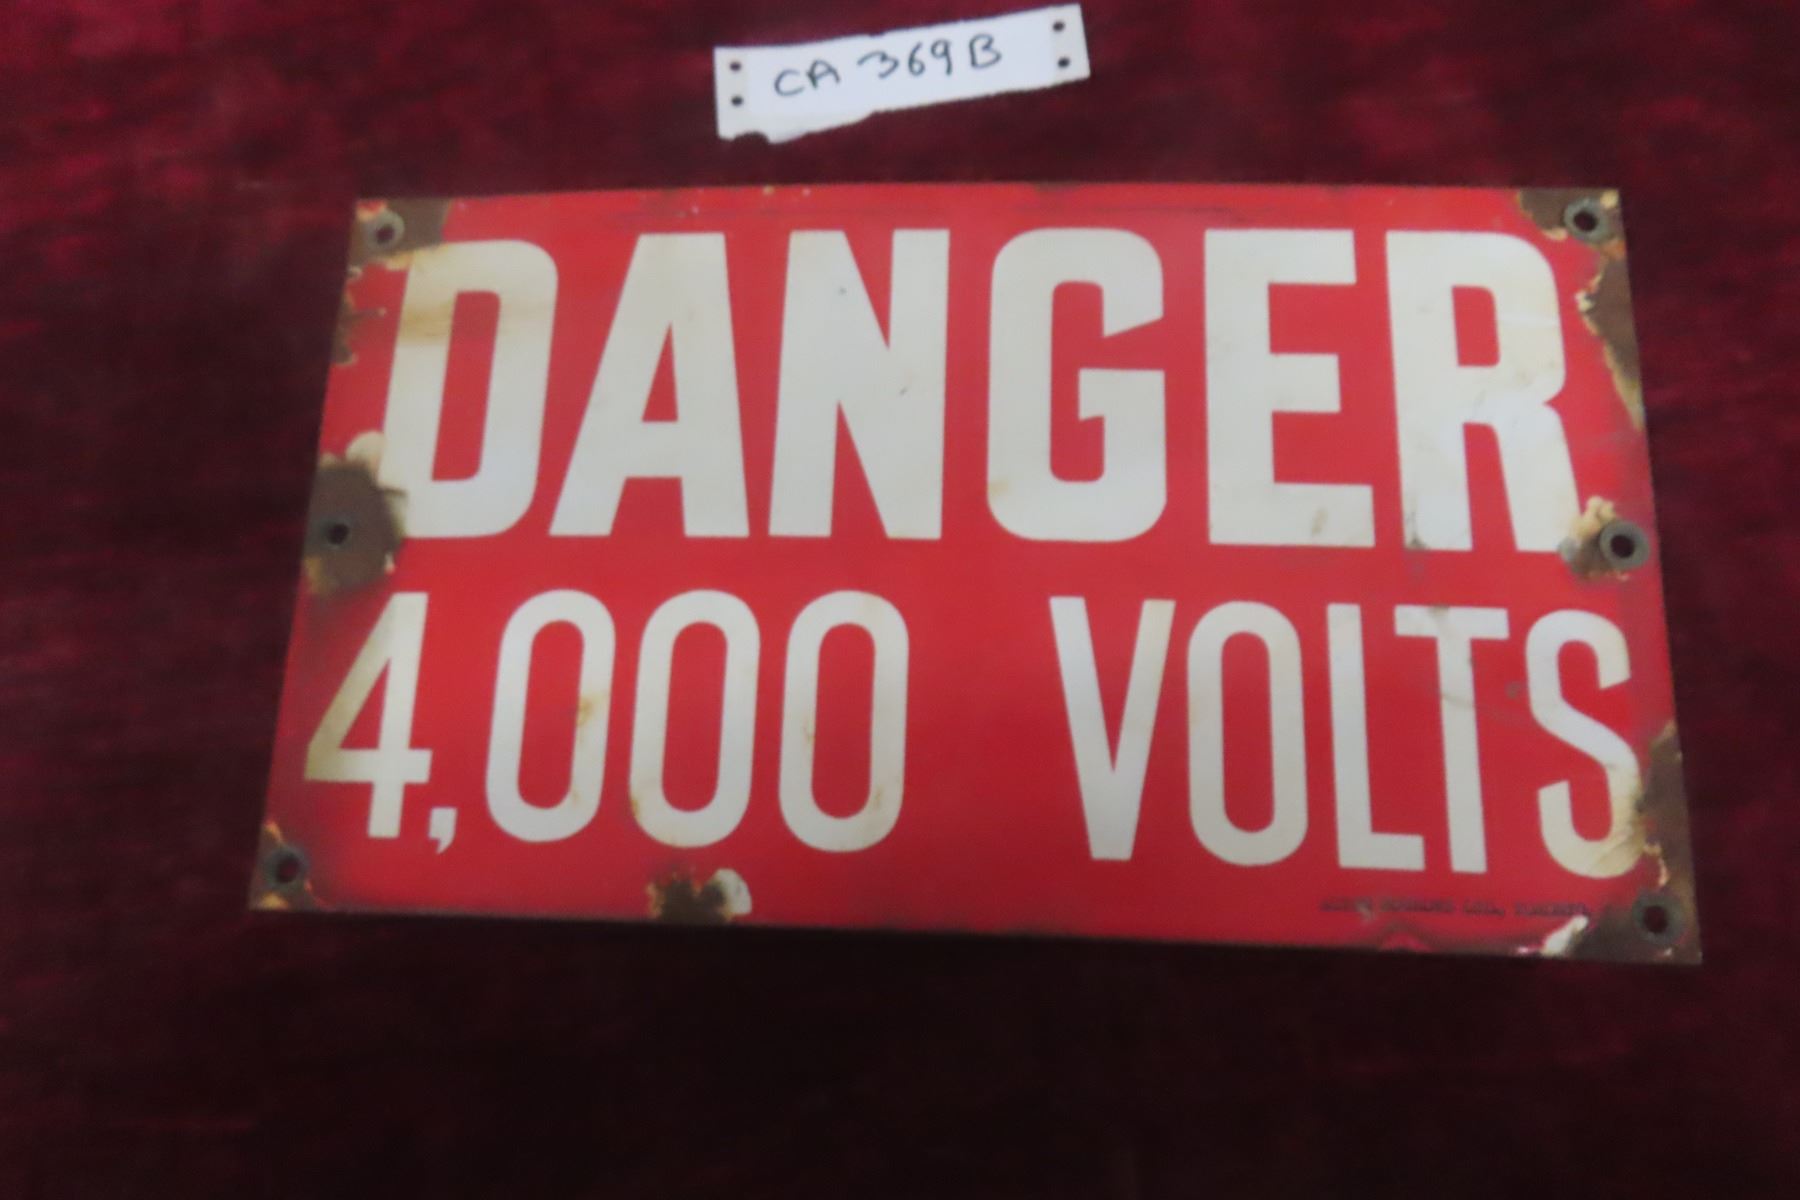 CA 369B
DANGER
4,000 VOLTS